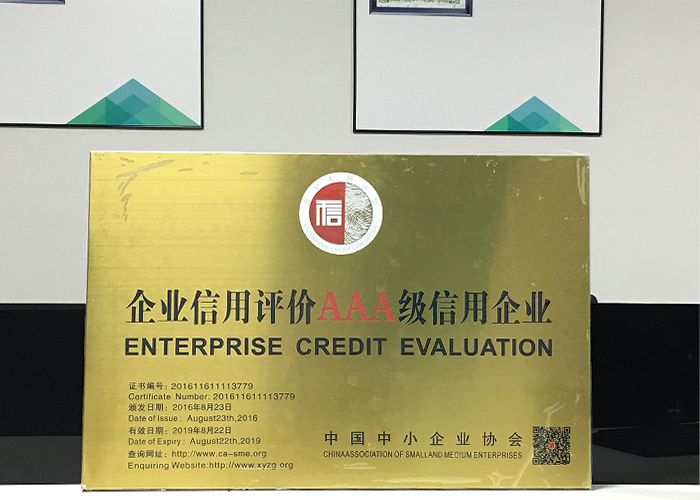 信
企业信用评价AAA级信用企业
ENTERPRISE CREDIT EVALUATION
证书编号：201611611113779
Certificate Number: 201611611113779
颁发日期：2016年8月23日
Date of Issue : August23th,2016
有效日期：2019年8月22日
Date of Expiry : August22th,2019
查询网址：http://www.ca-sme.org
Enquiring Website:http://www.xyzg.org
中国中小企业协会
CHINAASSOCIATION OF SMALLAND MEDIUM ENTERPRISES